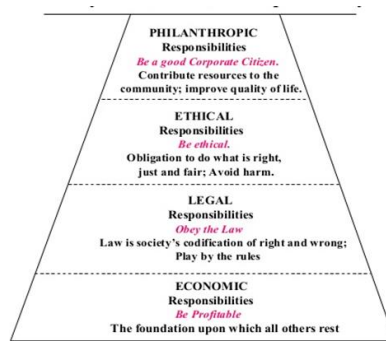 PHILANTHROPIC
Responsibilities
Be a good Corporate Citizen.
Contribute resources to the
community; improve quality of life.
ETHICAL
Responsibilities
Be ethical.
Obligation to do what is right,
just and fair; Avoid harm.
LEGAL
Responsibilities
Obey the Law
Law is society's codification of right and wrong;
Play by the rules
ECONOMIC
Responsibilities
Be Profitable
The foundation upon which all others rest